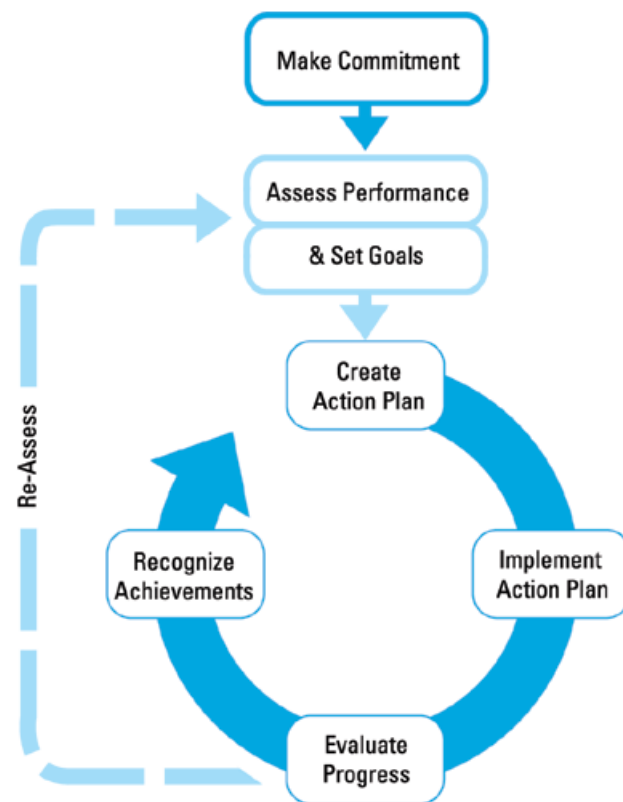 Make Commitment
Assess Performance
& Set Goals
Create
Action Plan
Implement
Action Plan
Evaluate
Progress
Recognize
Achievements
Re-Assess